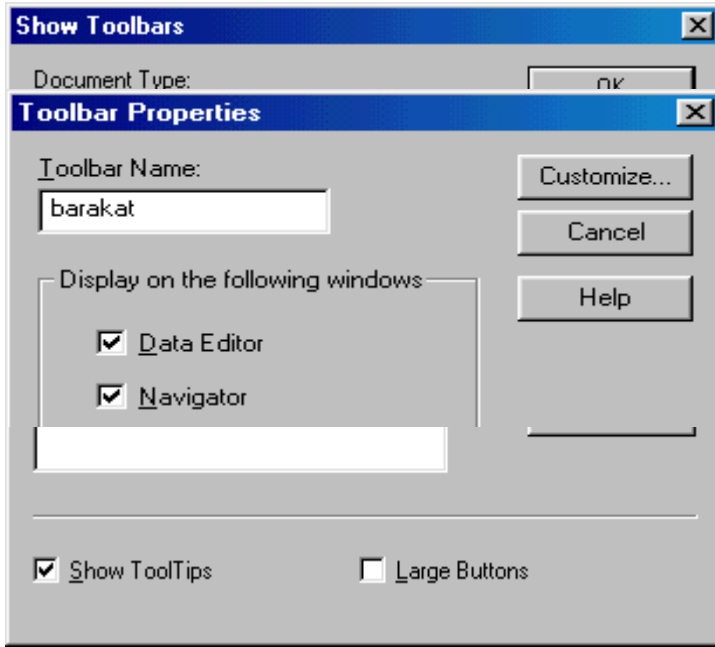 Show Toolbars
Document Type:
OK
Toolbar Properties
Toolbar Name:
Customize...
barakat
Cancel
Display on the following windows
Help
Data Editor
Navigator
Show ToolTips
Large Buttons